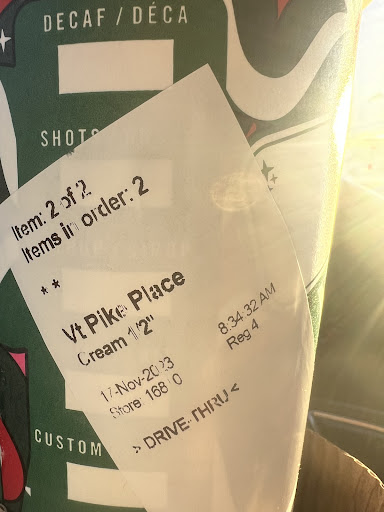 DECAF / DÉCA
SHOTS
Item: 2 of 2
Items in order: 2
**
Vt Pike Place
Cream 1/2"
17-Nov-2023
8:34:32 AM
Reg 4
> DRIVE-THRU <
CUSTOM